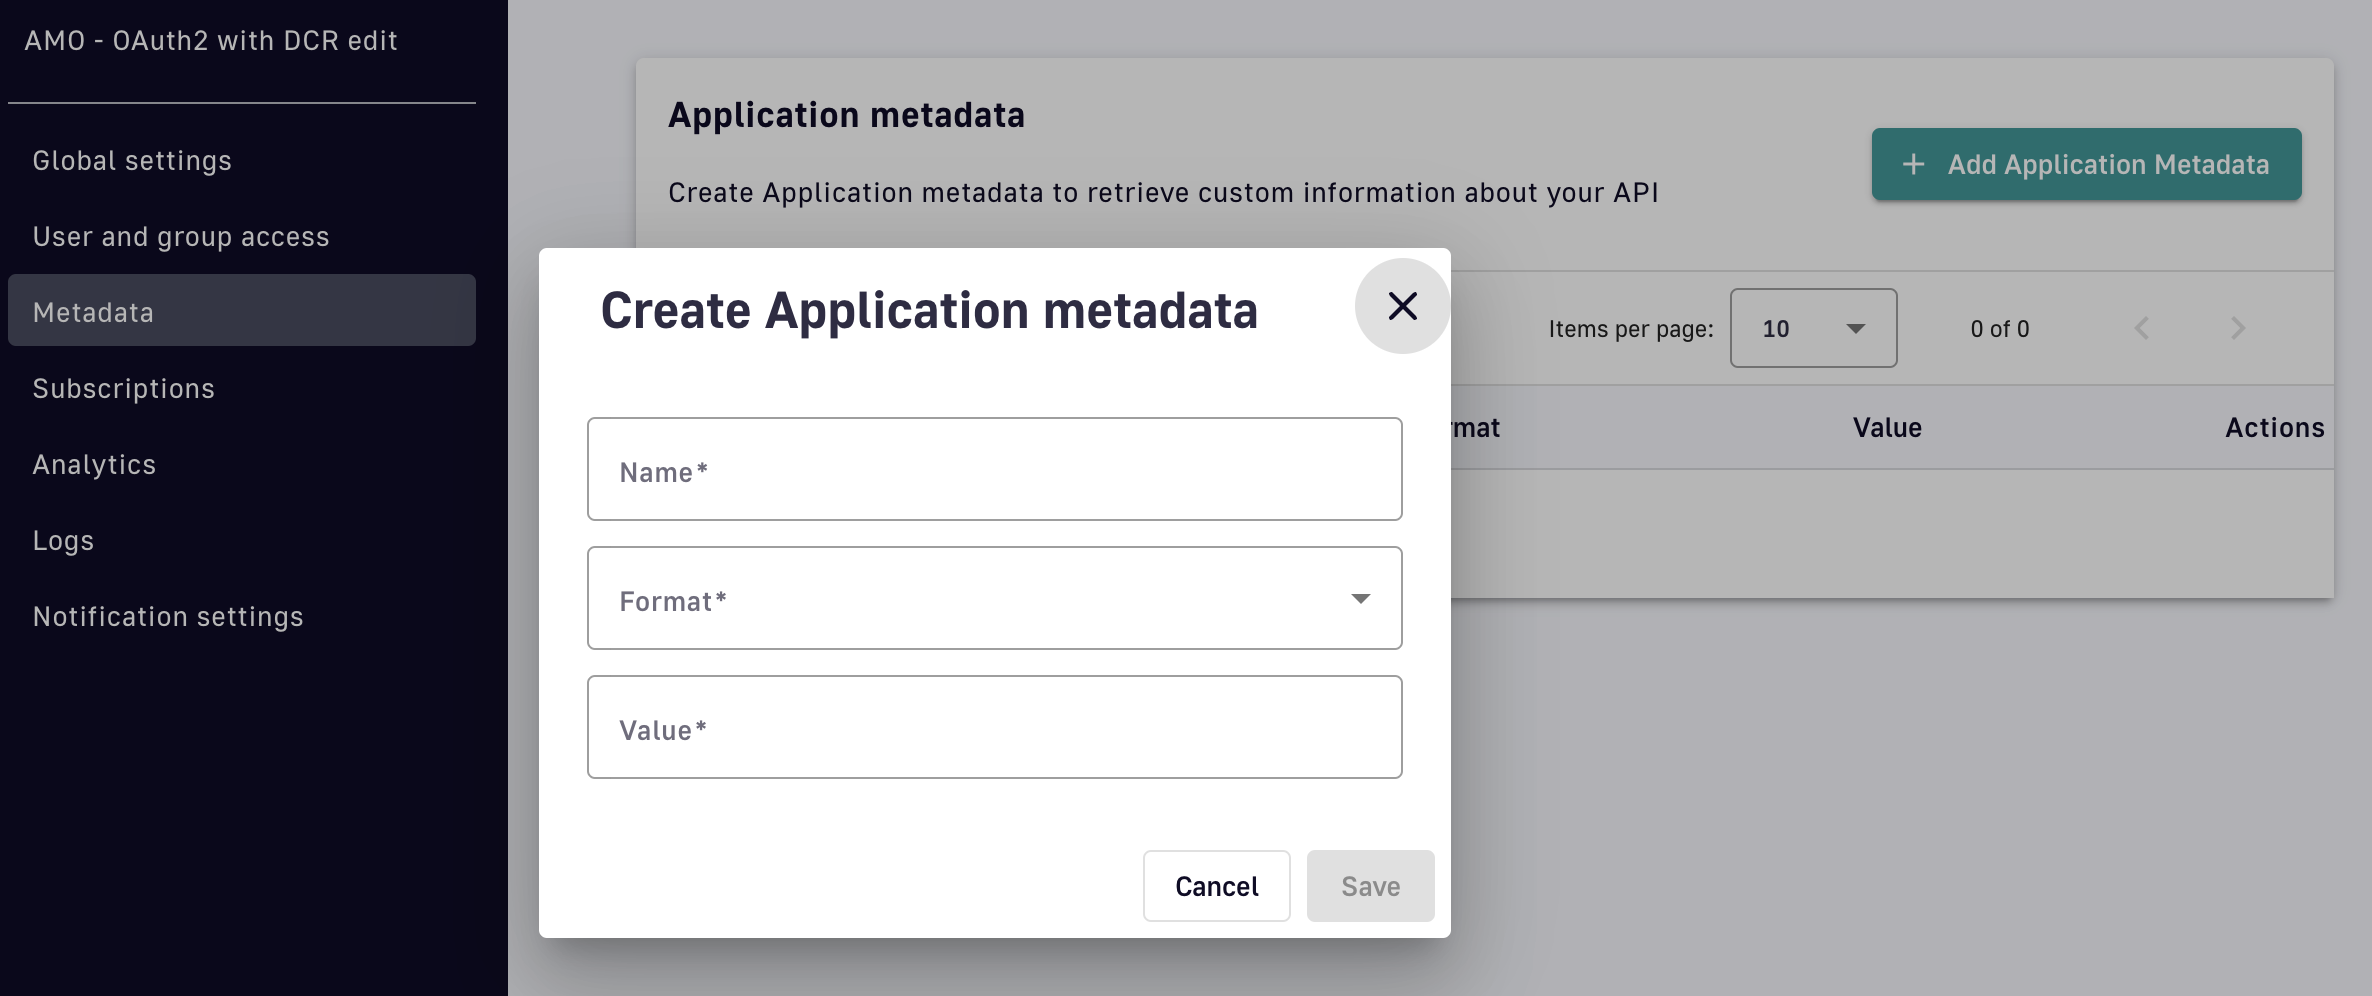 AMO - OAuth2 with DCR edit
Global settings
User and group access
Metadata
Subscriptions
Analytics
Logs
Notification settings
Application metadata
Create Application metadata to retrieve custom information about your API
Add Application Metadata
Items per page: 10 0 of 0
Value Actions
Create Application metadata
Name*
Format*
Value*
Cancel Save